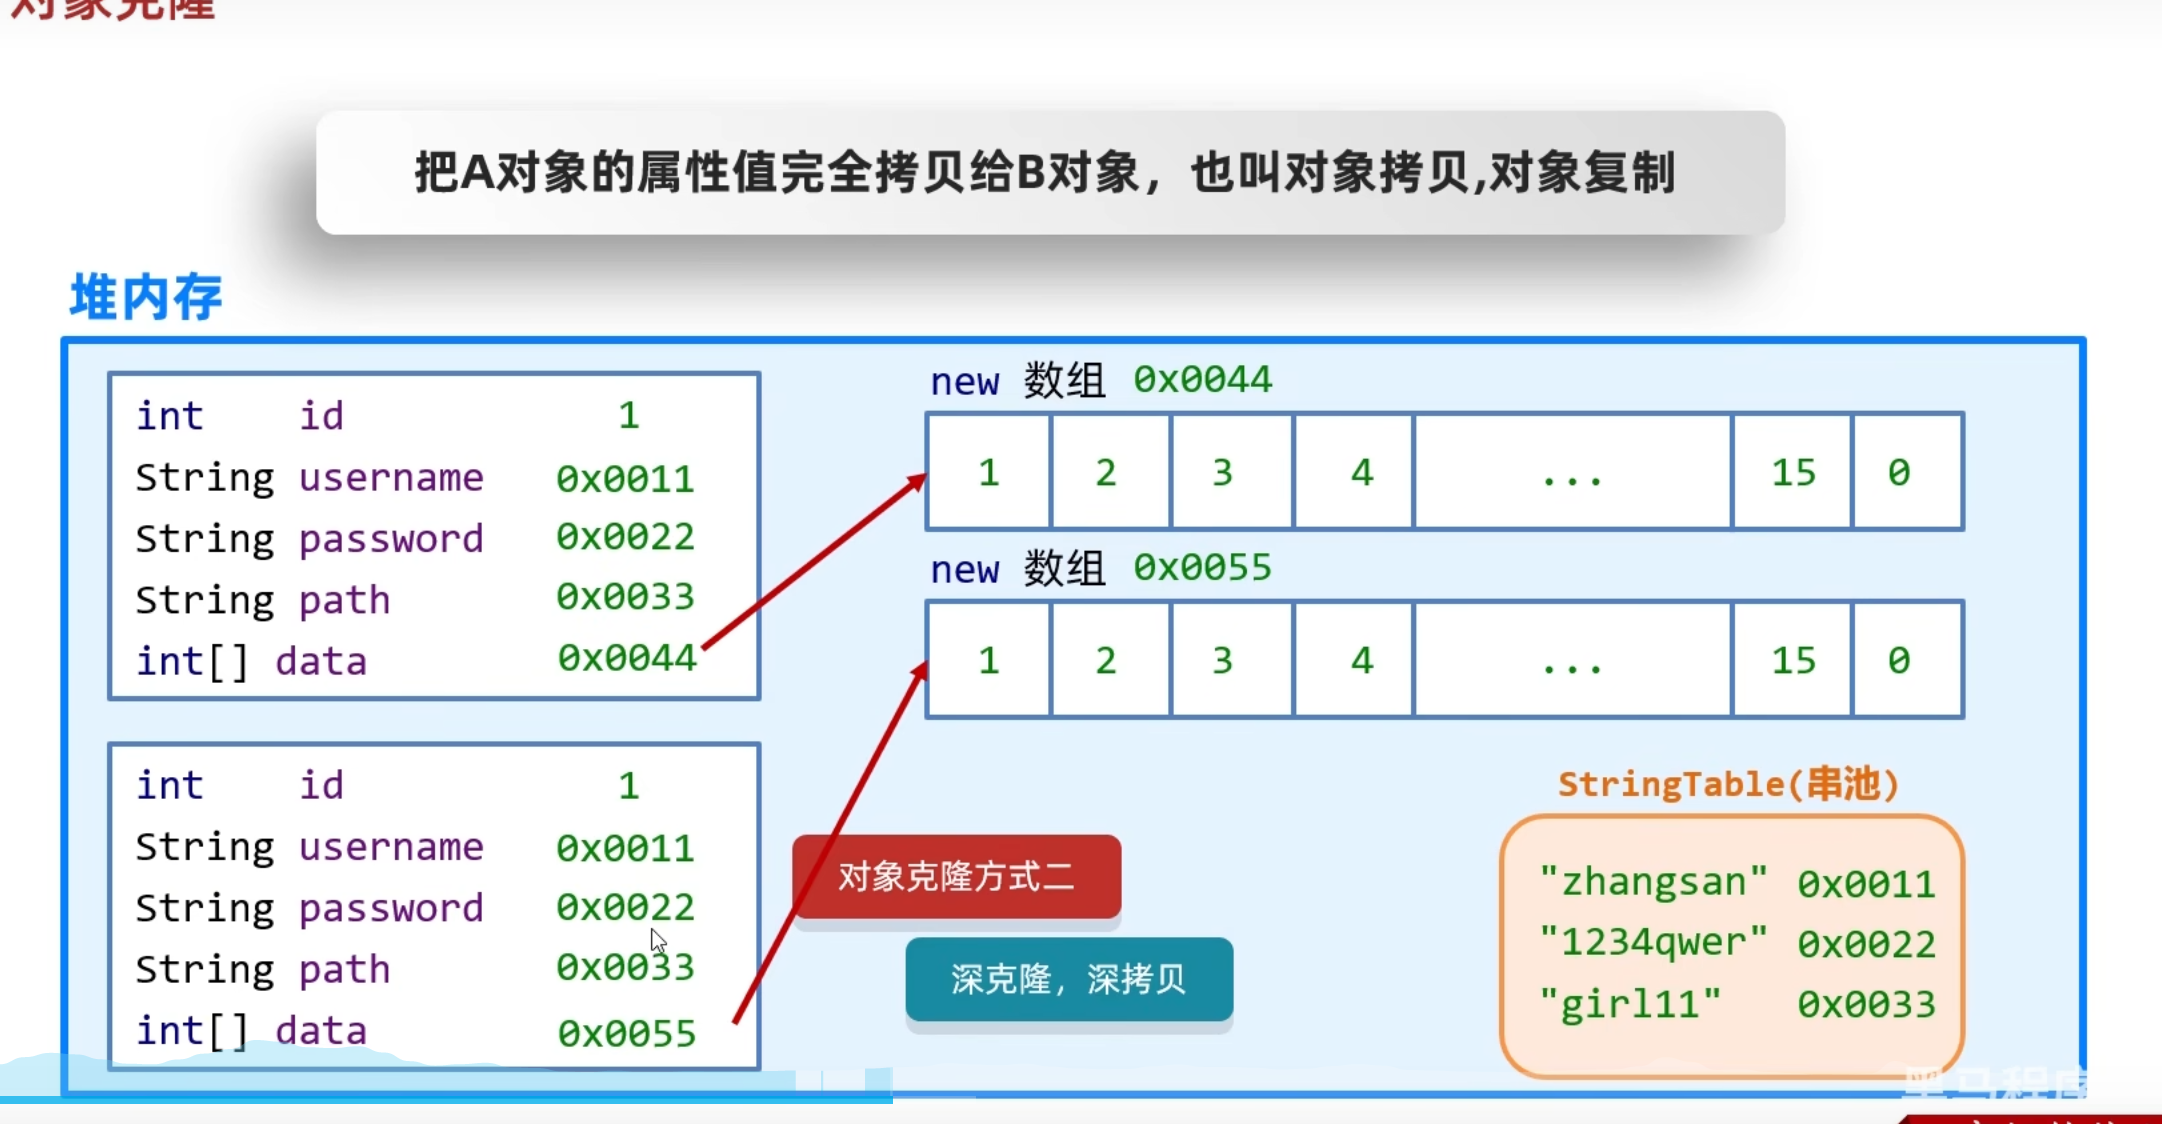 对象克隆
把A对象的属性值完全拷贝给B对象，也叫对象拷贝,对象复制
堆内存
int id 1
String username 0x0011
String password 0x0022
String path 0x0033
int[] data 0x0044
new 数组 0x0044
1 2 3 4 ... 15 0
new 数组 0x0055
1 2 3 4 ... 15 0
int id 1
String username 0x0011
String password 0x0022
String path 0x0033
int[] data 0x0055
对象克隆方式二
深克隆，深拷贝
StringTable(串池)
"zhangsan" 0x0011
"1234qwer" 0x0022
"girl11" 0x0033
黑马程序